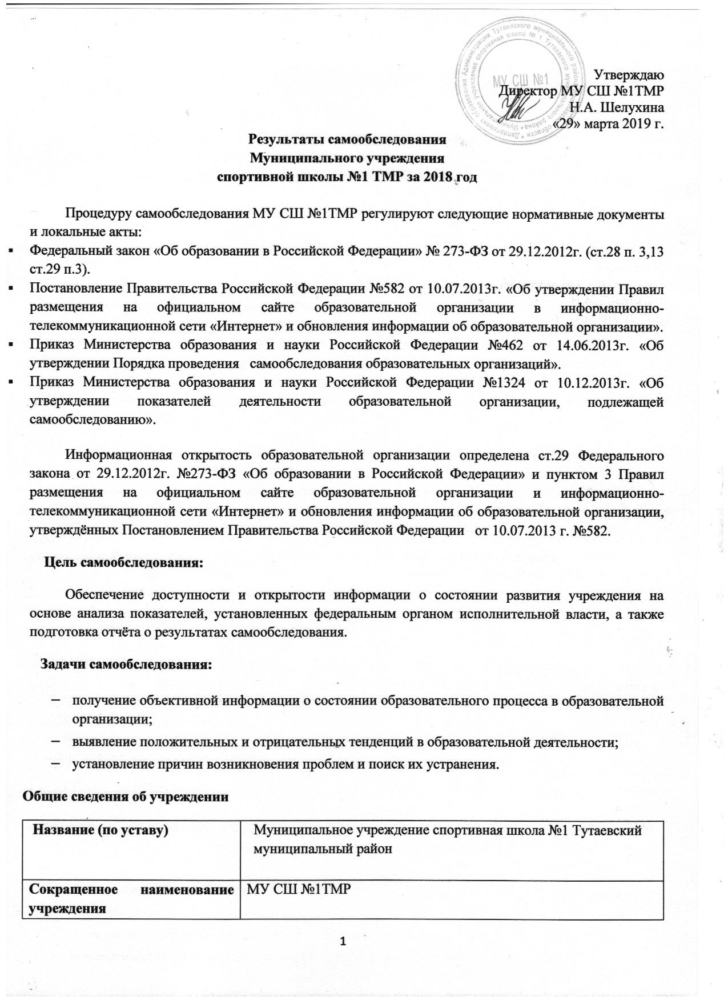 Утверждаю
Директор МУ СШ №1ТМР
Н.А. Шелухина
«29» марта 2019 г.
МУ СШ №1
Результаты самообследования
Муниципального учреждения
спортивной школы №1 ТМР за 2018 год
Процедуру самообследования МУ СШ №1ТМР регулируют следующие нормативные документы
и локальные акты:
▪ Федеральный закон «Об образовании в Российской Федерации» № 273-ФЗ от 29.12.2012г. (ст.28 п. 3,13
ст.29 п.3).
▪ Постановление Правительства Российской Федерации №582 от 10.07.2013г. «Об утверждении Правил
размещения на официальном сайте образовательной организации в информационно-
телекоммуникационной сети «Интернет» и обновления информации об образовательной организации».
▪ Приказ Министерства образования и науки Российской Федерации №462 от 14.06.2013г. «Об
утверждении Порядка проведения самообследования образовательных организаций».
▪ Приказ Министерства образования и науки Российской Федерации №1324 от 10.12.2013г. «Об
утверждении показателей деятельности образовательной организации, подлежащей
самообследованию».
Информационная открытость образовательной организации определена ст.29 Федерального
закона от 29.12.2012г. №273-ФЗ «Об образовании в Российской Федерации» и пунктом 3 Правил
размещения на официальном сайте образовательной организации и информационно-
телекоммуникационной сети «Интернет» и обновления информации об образовательной организации,
утверждённых Постановлением Правительства Российской Федерации от 10.07.2013 г. №582.
Цель самообследования:
Обеспечение доступности и открытости информации о состоянии развития учреждения на
основе анализа показателей, установленных федеральным органом исполнительной власти, а также
подготовка отчёта о результатах самообследования.
Задачи самообследования:
– получение объективной информации о состоянии образовательного процесса в образовательной
организации;
– выявление положительных и отрицательных тенденций в образовательной деятельности;
– установление причин возникновения проблем и поиск их устранения.
Общие сведения об учреждении
Название (по уставу)
Муниципальное учреждение спортивная школа №1 Тутаевский
муниципальный район
Сокращенное наименование
учреждения
МУ СШ №1ТМР
1